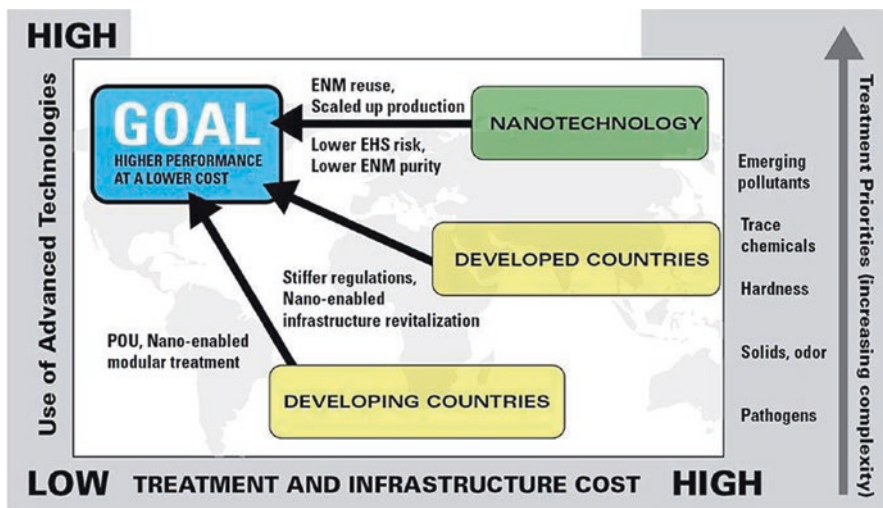 HIGH
Use of Advanced Technologies
GOAL
HIGHER PERFORMANCE
AT A LOWER COST
ENM reuse,
Scaled up production
Lower EHS risk,
Lower ENM purity
NANOTECHNOLOGY
DEVELOPED COUNTRIES
Stiffer regulations,
Nano-enabled
infrastructure revitalization
POU, Nano-enabled
modular treatment
DEVELOPING COUNTRIES
Emerging
pollutants
Trace
chemicals
Hardness
Solids, odor
Pathogens
Treatment Priorities (increasing complexity)
LOW TREATMENT AND INFRASTRUCTURE COST HIGH